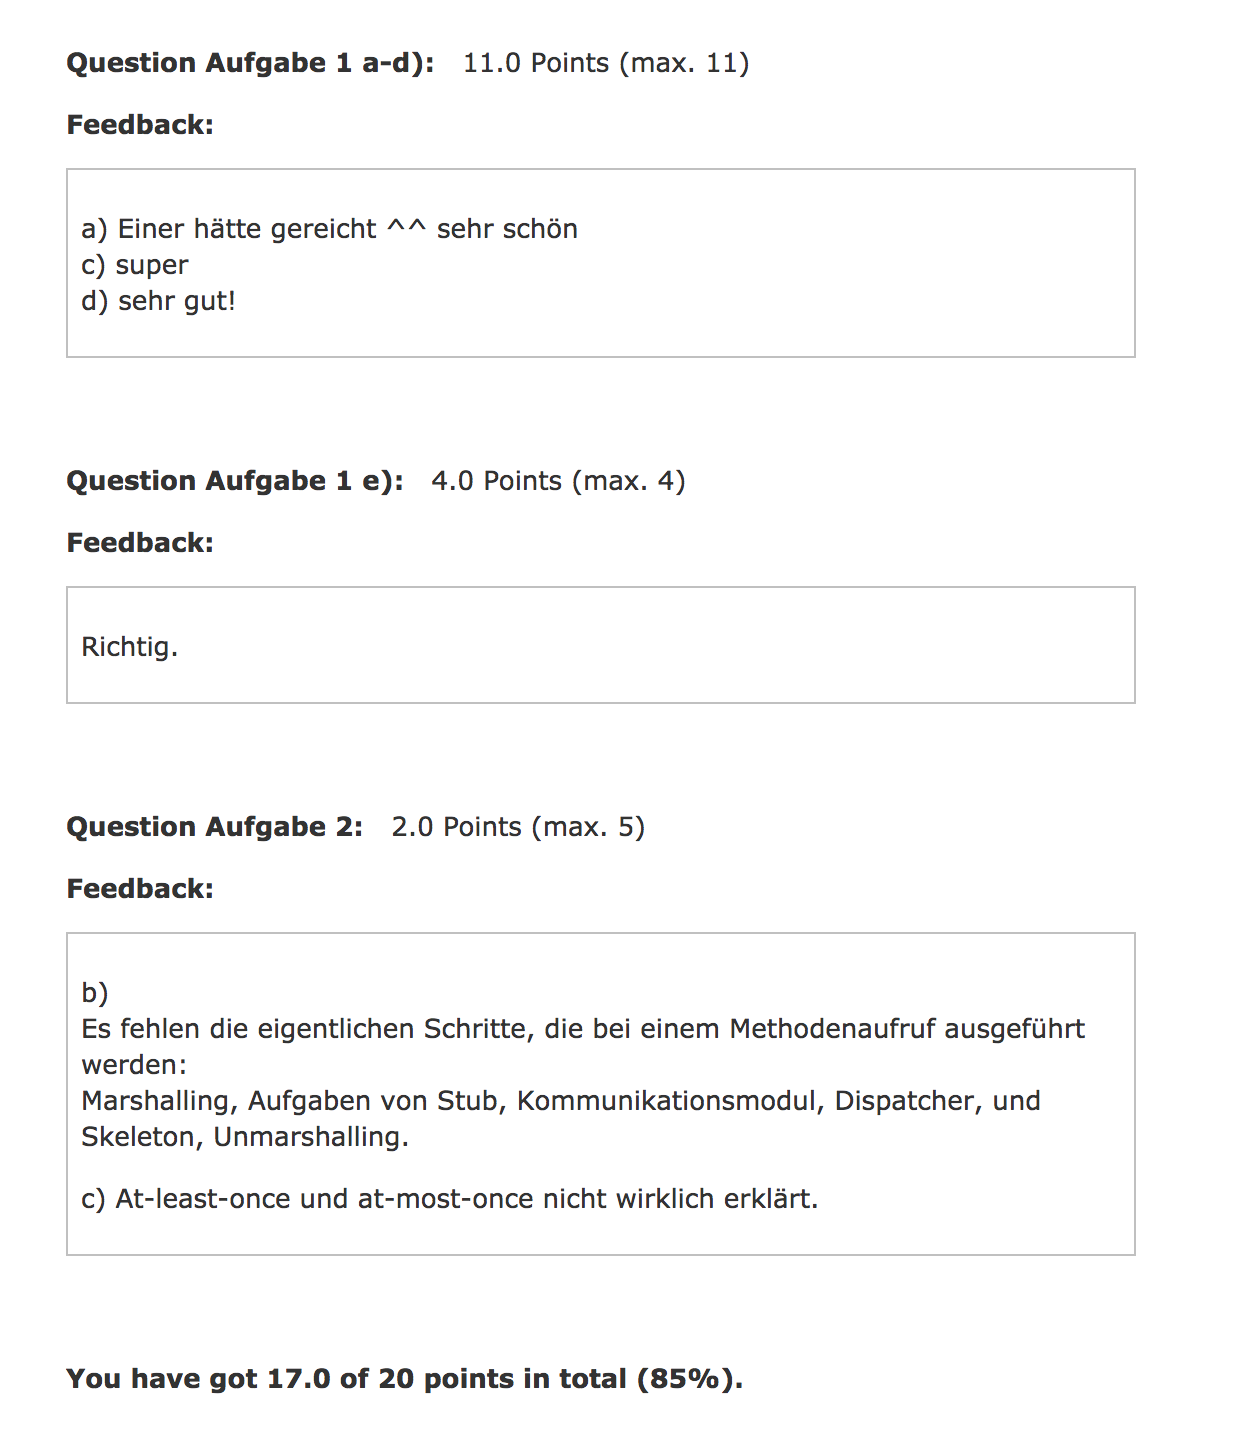 Question Aufgabe 1 a-d): 11.0 Points (max. 11)
Feedback:
a) Einer hätte gereicht ^^ sehr schön
c) super
d) sehr gut!
Question Aufgabe 1 e): 4.0 Points (max. 4)
Feedback:
Richtig.
Question Aufgabe 2: 2.0 Points (max. 5)
Feedback:
b)
Es fehlen die eigentlichen Schritte, die bei einem Methodenaufruf ausgeführt
werden:
Marshalling, Aufgaben von Stub, Kommunikationsmodul, Dispatcher, und
Skeleton, Unmarshalling.
c) At-least-once und at-most-once nicht wirklich erklärt.
You have got 17.0 of 20 points in total (85%).